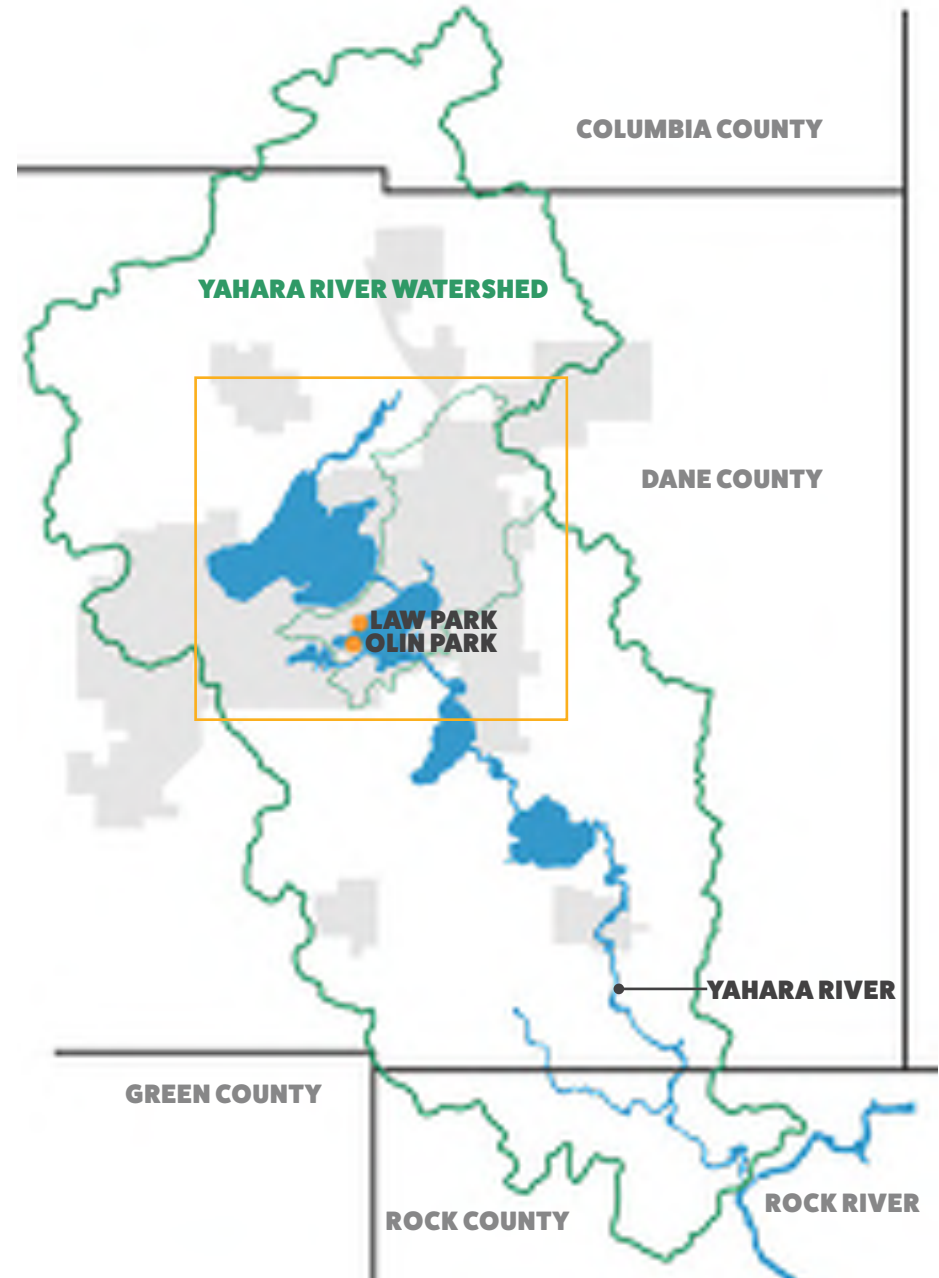 COLUMBIA COUNTY
YAHARA RIVER WATERSHED
DANE COUNTY
LAW PARK
OLIN PARK
YAHARA RIVER
GREEN COUNTY
ROCK RIVER
ROCK COUNTY